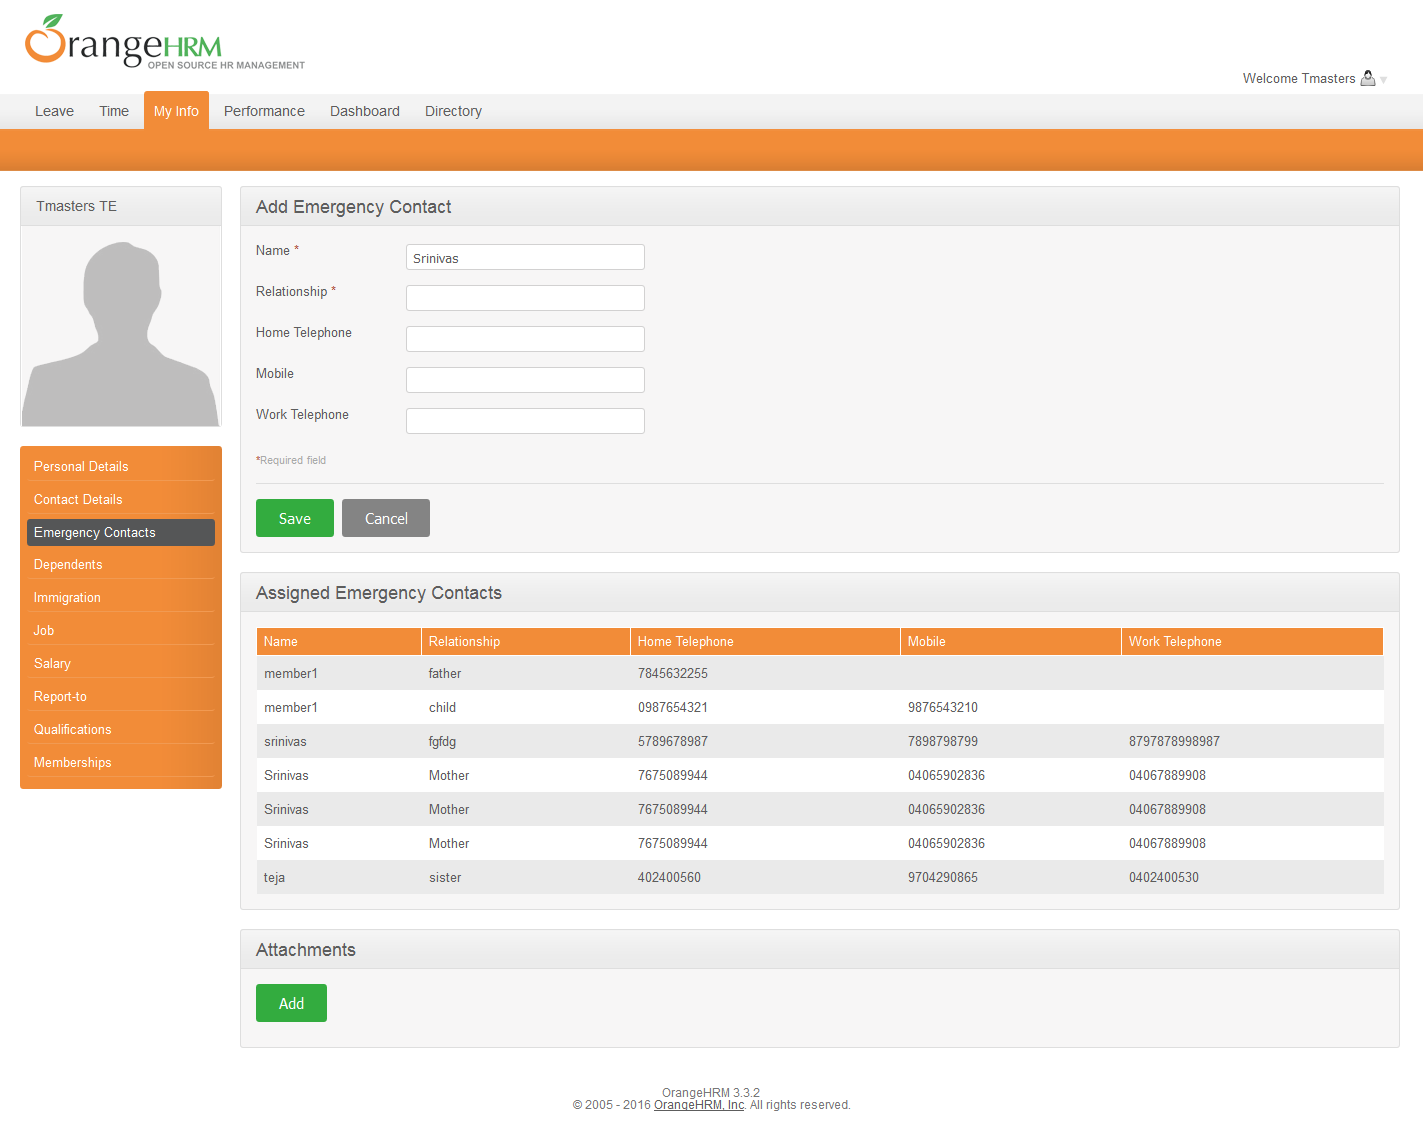 OrangeHRM
OPEN SOURCE HR MANAGEMENT
Welcome Tmasters
Leave Time My Info Performance Dashboard Directory
Tmasters TE
Personal Details
Contact Details
Emergency Contacts
Dependents
Immigration
Job
Salary
Report-to
Qualifications
Memberships
Add Emergency Contact
Name * Srinivas
Relationship *
Home Telephone
Mobile
Work Telephone
*Required field
Save Cancel
Assigned Emergency Contacts
Name Relationship Home Telephone Mobile Work Telephone
member1 father 7845632255
member1 child 0987654321 9876543210
srinivas fgfdg 5789678987 7898798799 8797878998987
Srinivas Mother 7675089944 04065902836 04067889908
Srinivas Mother 7675089944 04065902836 04067889908
Srinivas Mother 7675089944 04065902836 04067889908
teja sister 402400560 9704290865 0402400530
Attachments
Add
OrangeHRM 3.3.2
© 2005 - 2016 OrangeHRM, Inc. All rights reserved.